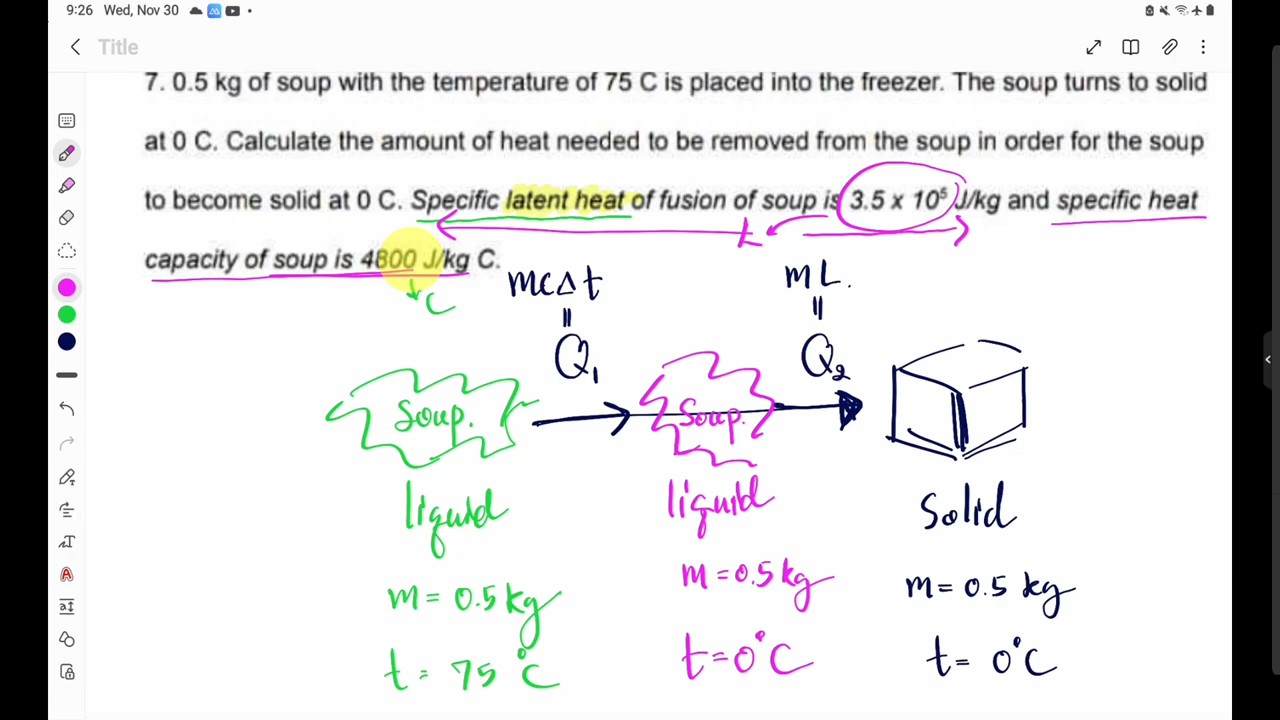 9:26 Wed, Nov 30
Title
7. 0.5 kg of soup with the temperature of 75 C is placed into the freezer. The soup turns to solid
at 0 C. Calculate the amount of heat needed to be removed from the soup in order for the soup
to become solid at 0 C. Specific latent heat of fusion of soup is 3.5 x 10⁵ J/kg and specific heat
L
capacity of soup is 4800 J/kg C.
C
mcΔt
mL.
=
=
Q₁
Q₂
Soup.
Soup.
liquid
liquid
Solid
m = 0.5 kg
m = 0.5 kg
m = 0.5 kg
t = 75 °C
t = 0°C
t = 0°C